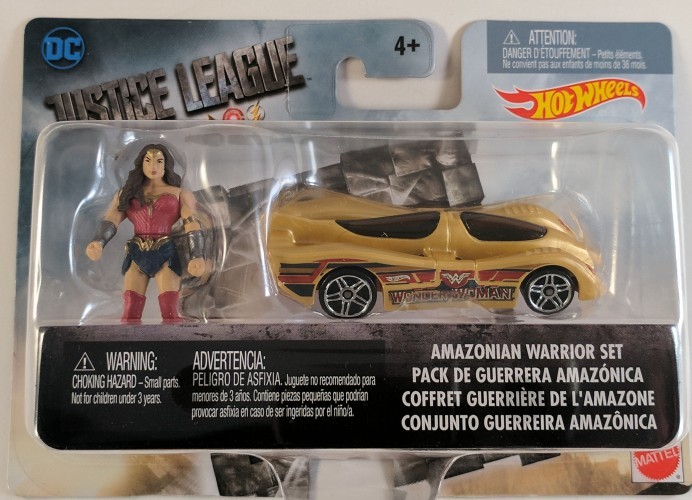 DC
JUSTICE LEAGUE
4+
ATTENTION:
DANGER D'ÉTOUFFEMENT – Petits éléments.
Ne convient pas aux enfants de moins de 36 mois.
Hot Wheels
WONDER WOMAN
WARNING:
CHOKING HAZARD – Small parts.
Not for children under 3 years.
ADVERTENCIA:
PELIGRO DE ASFIXIA. Juguete no recomendado para
menores de 3 años. Contiene piezas pequeñas que podrían
provocar asfixia en caso de ser ingeridas por el niño/a.
AMAZONIAN WARRIOR SET
PACK DE GUERRERA AMAZÓNICA
COFFRET GUERRIÈRE DE L'AMAZONE
CONJUNTO GUERREIRA AMAZÔNICA
MATTEL